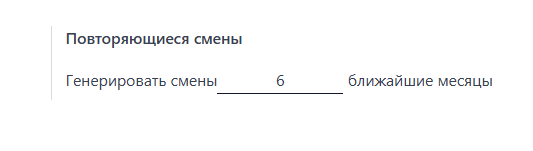 Повторяющиеся смены
Генерировать смены 6 ближайшие месяцы